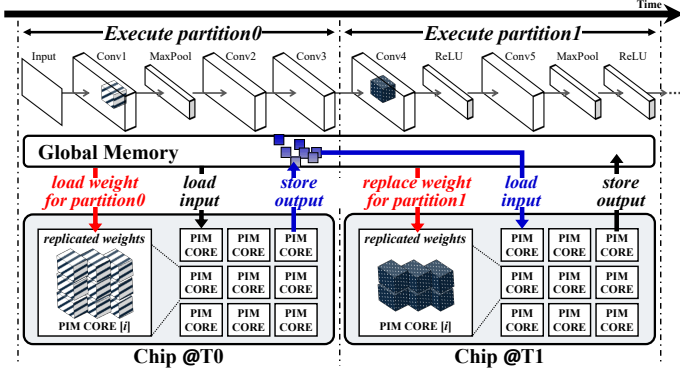 Time
Execute partition0
Execute partition1
Input
Conv1
MaxPool
Conv2
Conv3
Conv4
ReLU
Conv5
MaxPool
ReLU
Global Memory
load weight
for partition0
load
input
store
output
replace weight
for partition1
load
input
store
output
replicated weights
PIM CORE [i]
PIM
CORE
PIM
CORE
PIM
CORE
PIM
CORE
PIM
CORE
PIM
CORE
PIM
CORE
PIM
CORE
PIM
CORE
replicated weights
PIM CORE [i]
PIM
CORE
PIM
CORE
PIM
CORE
PIM
CORE
PIM
CORE
PIM
CORE
PIM
CORE
PIM
CORE
PIM
CORE
Chip @T0
Chip @T1